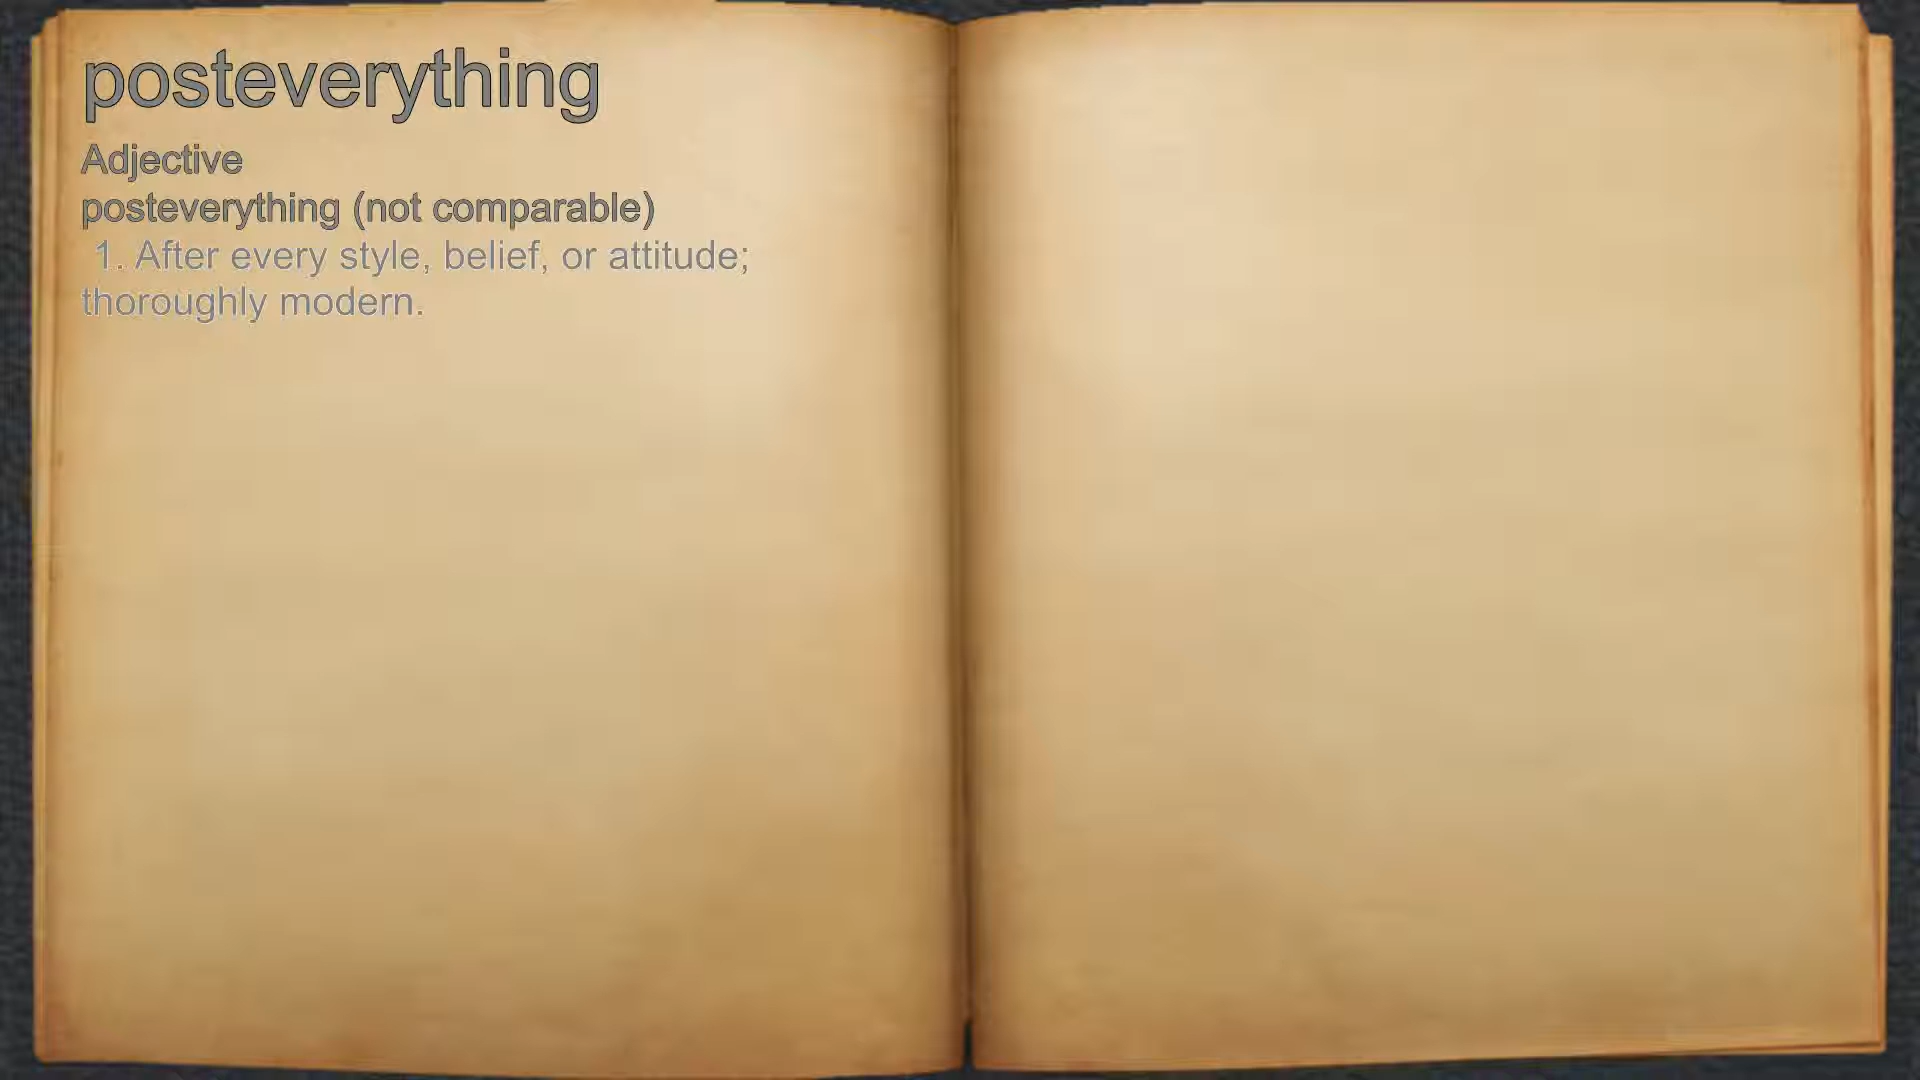 posteverything
Adjective
posteverything (not comparable)
1. After every style, belief, or attitude;
thoroughly modern.